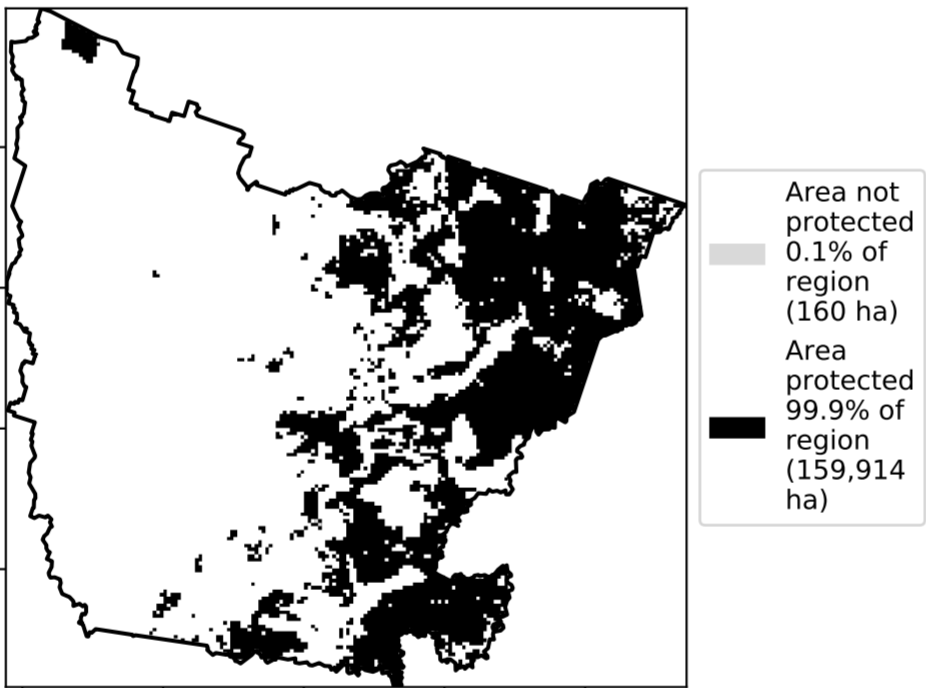 Area not
protected
0.1% of
region
(160 ha)
Area
protected
99.9% of
region
(159,914
ha)